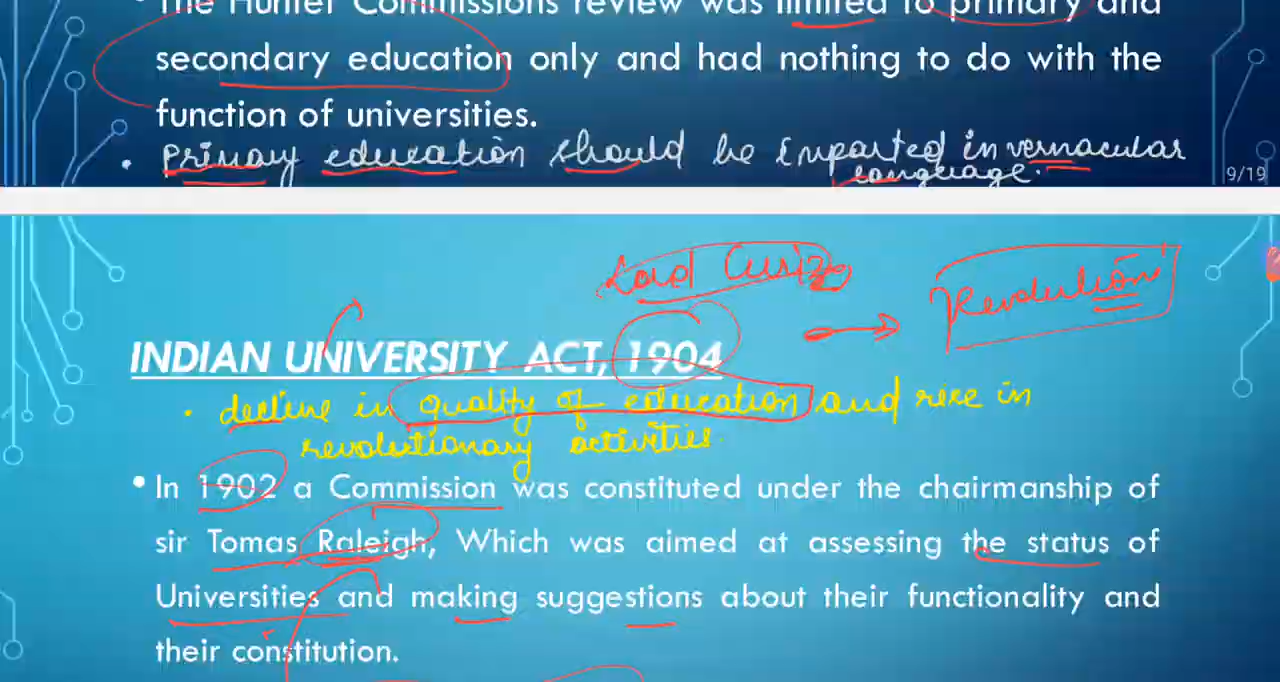 The Hunter Commissions review was limited to primary and
secondary education only and had nothing to do with the
function of universities.
• Primary education should be Imparted in vernacular
language.
9/19
Lord Curzon
Revolution
INDIAN UNIVERSITY ACT, 1904
• decline in quality of education and rise in
revolutionary activities.
• In 1902 a Commission was constituted under the chairmanship of
sir Tomas Raleigh, Which was aimed at assessing the status of
Universities and making suggestions about their functionality and
their constitution.